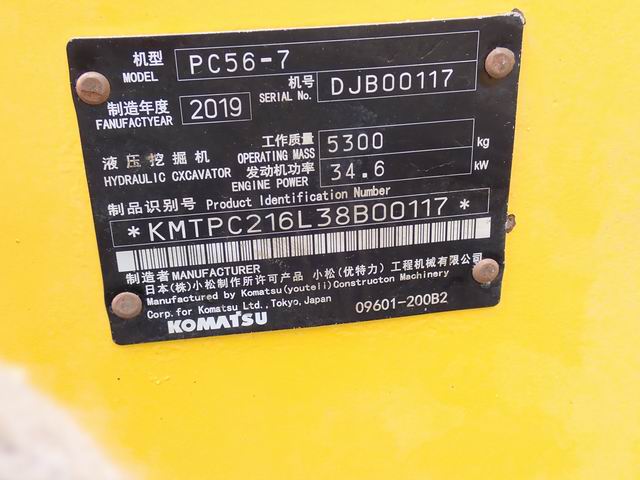 机型 PC56-7
MODEL
机号 DJB00117
SERIAL No.
制造年度 2019
FANUFACTYEAR
工作质量 5300 kg
OPERATING MASS
液压挖掘机 发动机功率 34.6 kW
HYDRAULIC CXCAVATOR ENGINE POWER
制品识别号 Product Identification Number
*KMTPC216L38B00117*
制造者 MANUFACTURER
日本(株)小松制作所许可产品 小松(优特力)工程机械有限公司
Manufactured by Komatsu(youteli)Constructon Machinery
Corp.for Komatsu Ltd.,Tokyo,Japan
KOMATSU 09601-200B2